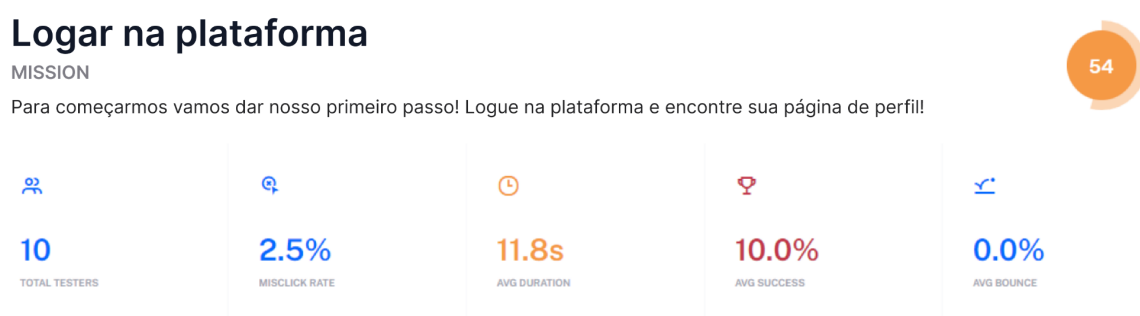 Logar na plataforma
54
MISSION
Para começarmos vamos dar nosso primeiro passo! Logue na plataforma e encontre sua página de perfil!
10
TOTAL TESTERS
2.5%
MISCLICK RATE
11.8s
AVG DURATION
10.0%
AVG SUCCESS
0.0%
AVG BOUNCE